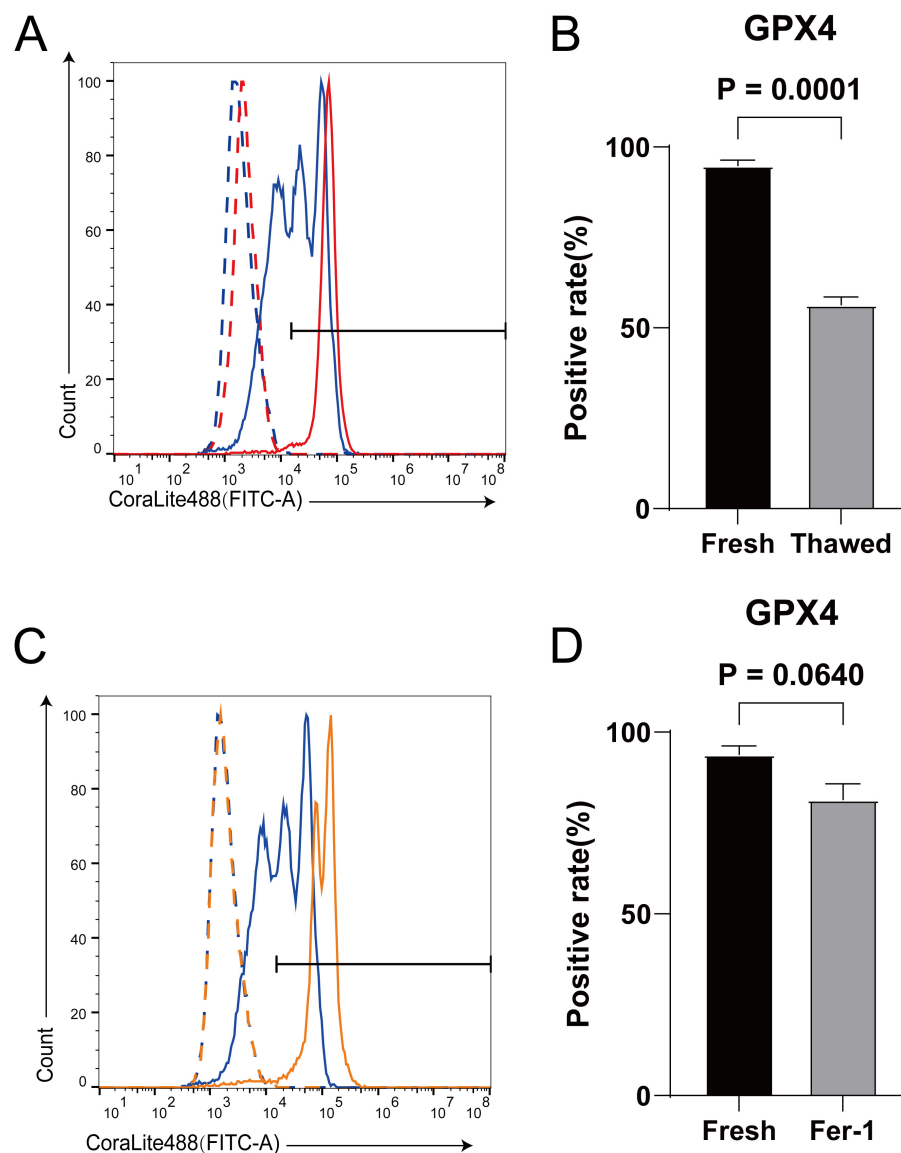 A
100
80
60
40
20
0
Count
10^1 10^2 10^3 10^4 10^5 10^6 10^7 10^8
CoraLite488(FITC-A)
B
GPX4
P = 0.0001
100
50
0
Positive rate(%)
Fresh Thawed
C
100
80
60
40
20
0
Count
10^1 10^2 10^3 10^4 10^5 10^6 10^7 10^8
CoraLite488(FITC-A)
D
GPX4
P = 0.0640
100
50
0
Positive rate(%)
Fresh Fer-1